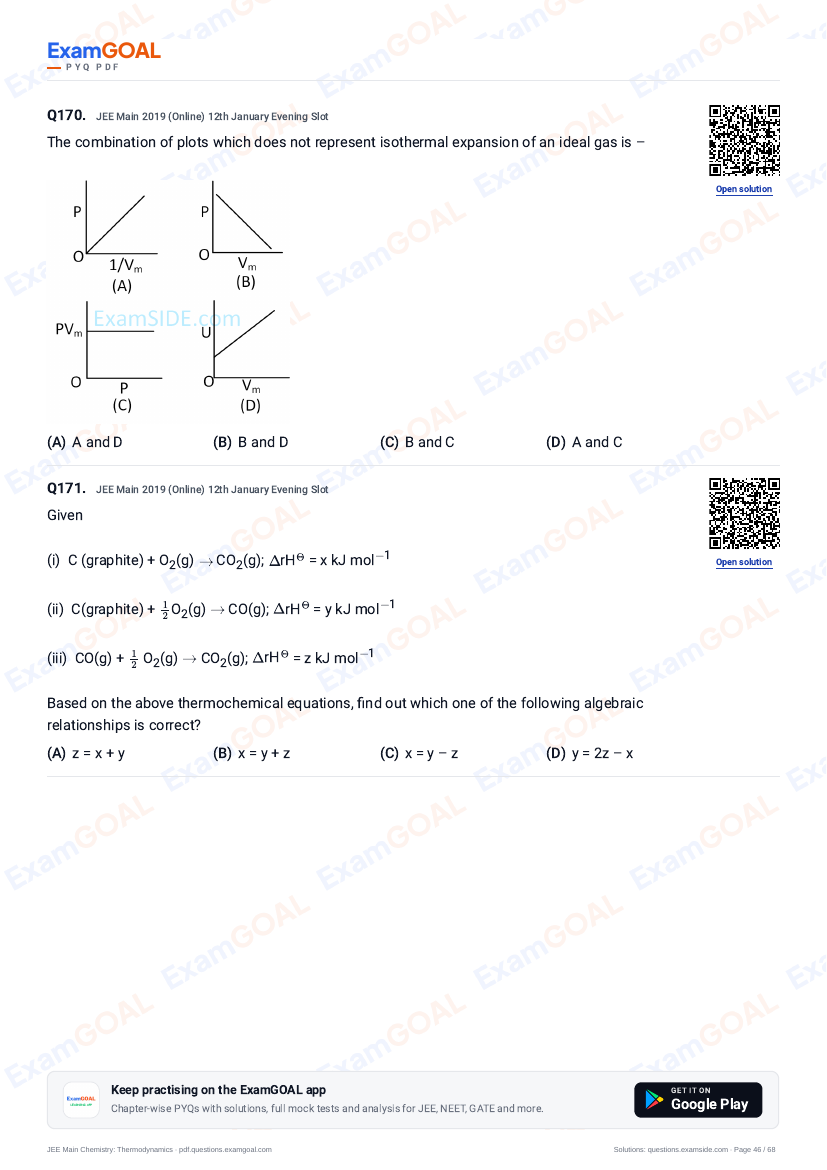 ExamGOAL
PYQ PDF
Q170. JEE Main 2019 (Online) 12th January Evening Slot
The combination of plots which does not represent isothermal expansion of an ideal gas is –
Open solution
P
O
1/Vₘ
(A)
P
O
Vₘ
(B)
ExamSIDE.com
PVₘ
O
P
(C)
U
O
Vₘ
(D)
(A) A and D (B) B and D (C) B and C (D) A and C
Q171. JEE Main 2019 (Online) 12th January Evening Slot
Given
Open solution
(i) C (graphite) + O₂(g) → CO₂(g); ΔrH^Θ = x kJ mol⁻¹
(ii) C(graphite) + ½O₂(g) → CO(g); ΔrH^Θ = y kJ mol⁻¹
(iii) CO(g) + ½ O₂(g) → CO₂(g); ΔrH^Θ = z kJ mol⁻¹
Based on the above thermochemical equations, find out which one of the following algebraic
relationships is correct?
(A) z = x + y (B) x = y + z (C) x = y − z (D) y = 2z − x
ExamGOAL
Keep practising on the ExamGOAL app
Chapter-wise PYQs with solutions, full mock tests and analysis for JEE, NEET, GATE and more.
GET IT ON
Google Play
JEE Main Chemistry: Thermodynamics · pdf.questions.examgoal.com
Solutions: questions.examside.com · Page 46 / 68